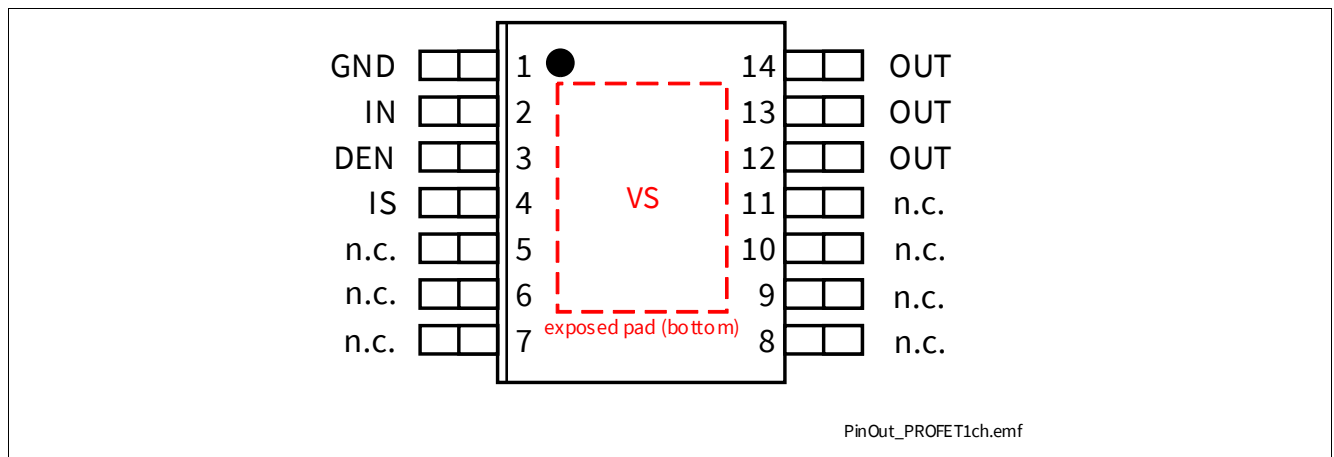 GND 1 14 OUT
IN 2 13 OUT
DEN 3 12 OUT
IS 4 VS 11 n.c.
n.c. 5 10 n.c.
n.c. 6 9 n.c.
n.c. 7 exposed pad (bottom) 8 n.c.
PinOut_PROFET1ch.emf